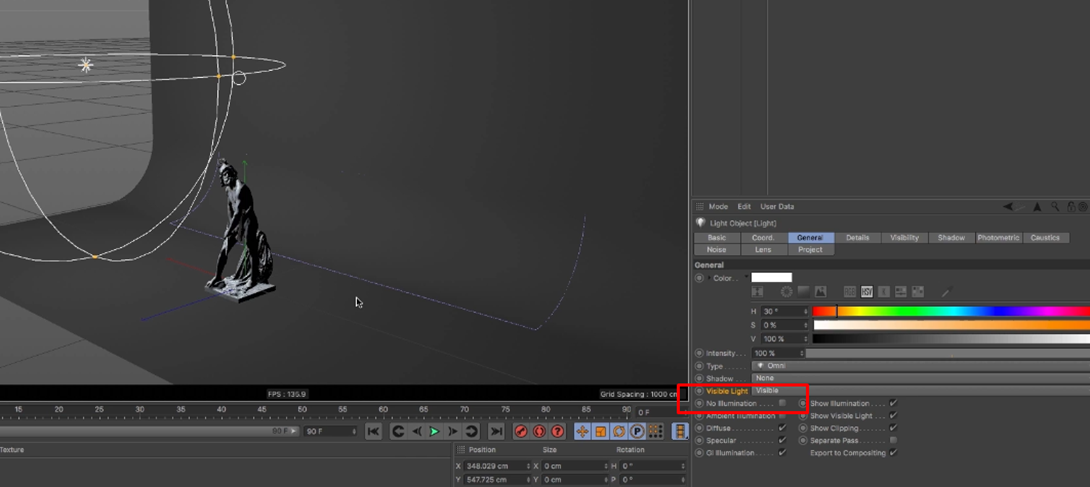 Mode Edit User Data
Light Object [Light]
Basic Coord. General Details Visibility Shadow Photometric Caustics
Noise Lens Project
General
Color. .
H 30 °
S 0 %
V 100 %
Intensity. . . 100 %
Type. . . . . . Omni
Shadow . . . None
Visible Light Visible
No Illumination . . . . Show Illumination. . . .
Ambient Illumination Show Visible Light . . .
Diffuse . . . . . . . . . Show Clipping. . . . . .
Specular . . . . . . . . Separate Pass . . . .
GI Illumination. . . . . Export to Compositing
FPS : 135.9 Grid Spacing : 1000 cm
15 20 25 30 35 40 45 50 55 60 65 70 75 80 85 90 0 F
90 F 90 F
Texture
Position Size Rotation
X 348.029 cm X 0 cm H 0 °
Y 547.725 cm Y 0 cm P 0 °